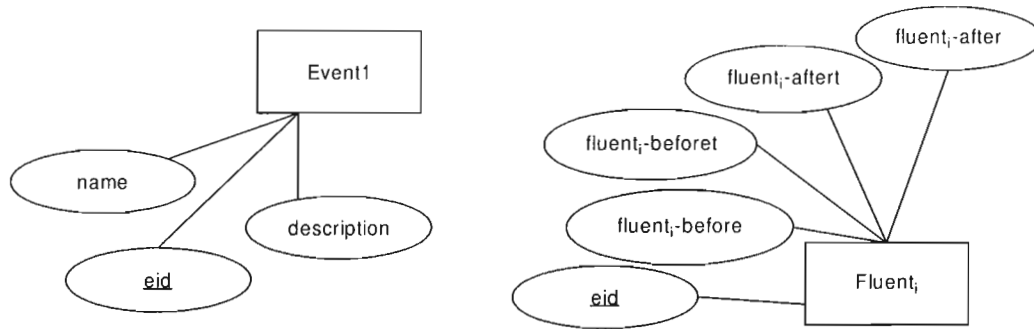 Event1
name
eid
description
fluentᵢ-after
fluentᵢ-aftert
fluentᵢ-beforet
fluentᵢ-before
eid
Fluentᵢ